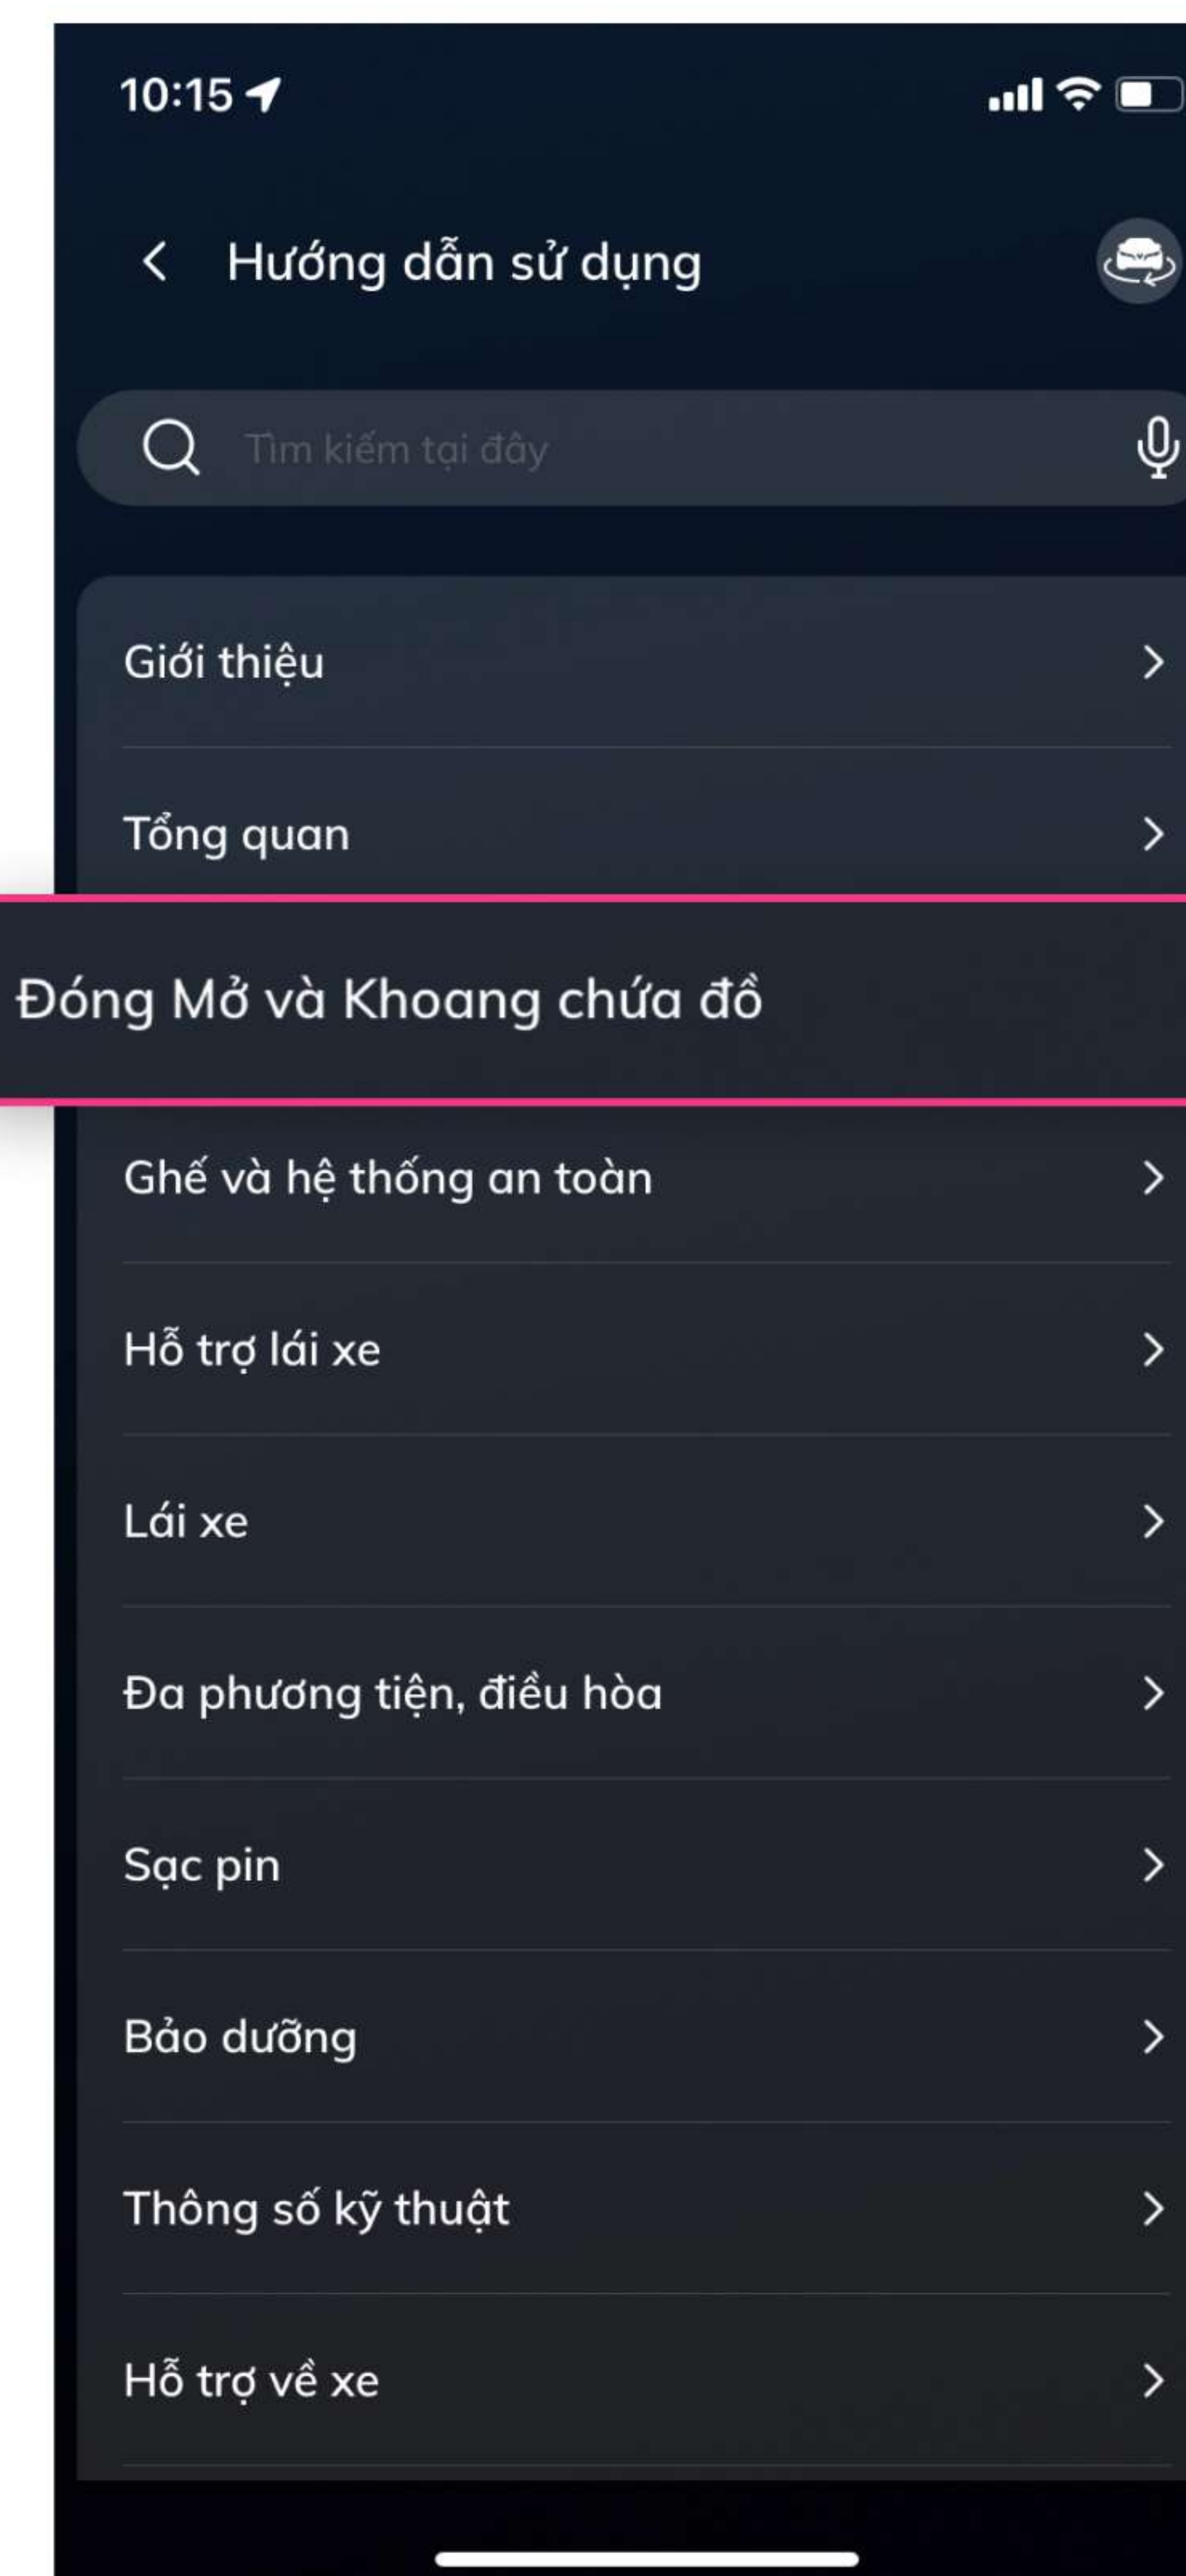 10:15
Hướng dẫn sử dụng
Tìm kiếm tại đây
Giới thiệu
Tổng quan
Đóng Mở và Khoang chứa đồ
Ghế và hệ thống an toàn
Hỗ trợ lái xe
Lái xe
Đa phương tiện, điều hòa
Sạc pin
Bảo dưỡng
Thông số kỹ thuật
Hỗ trợ về xe